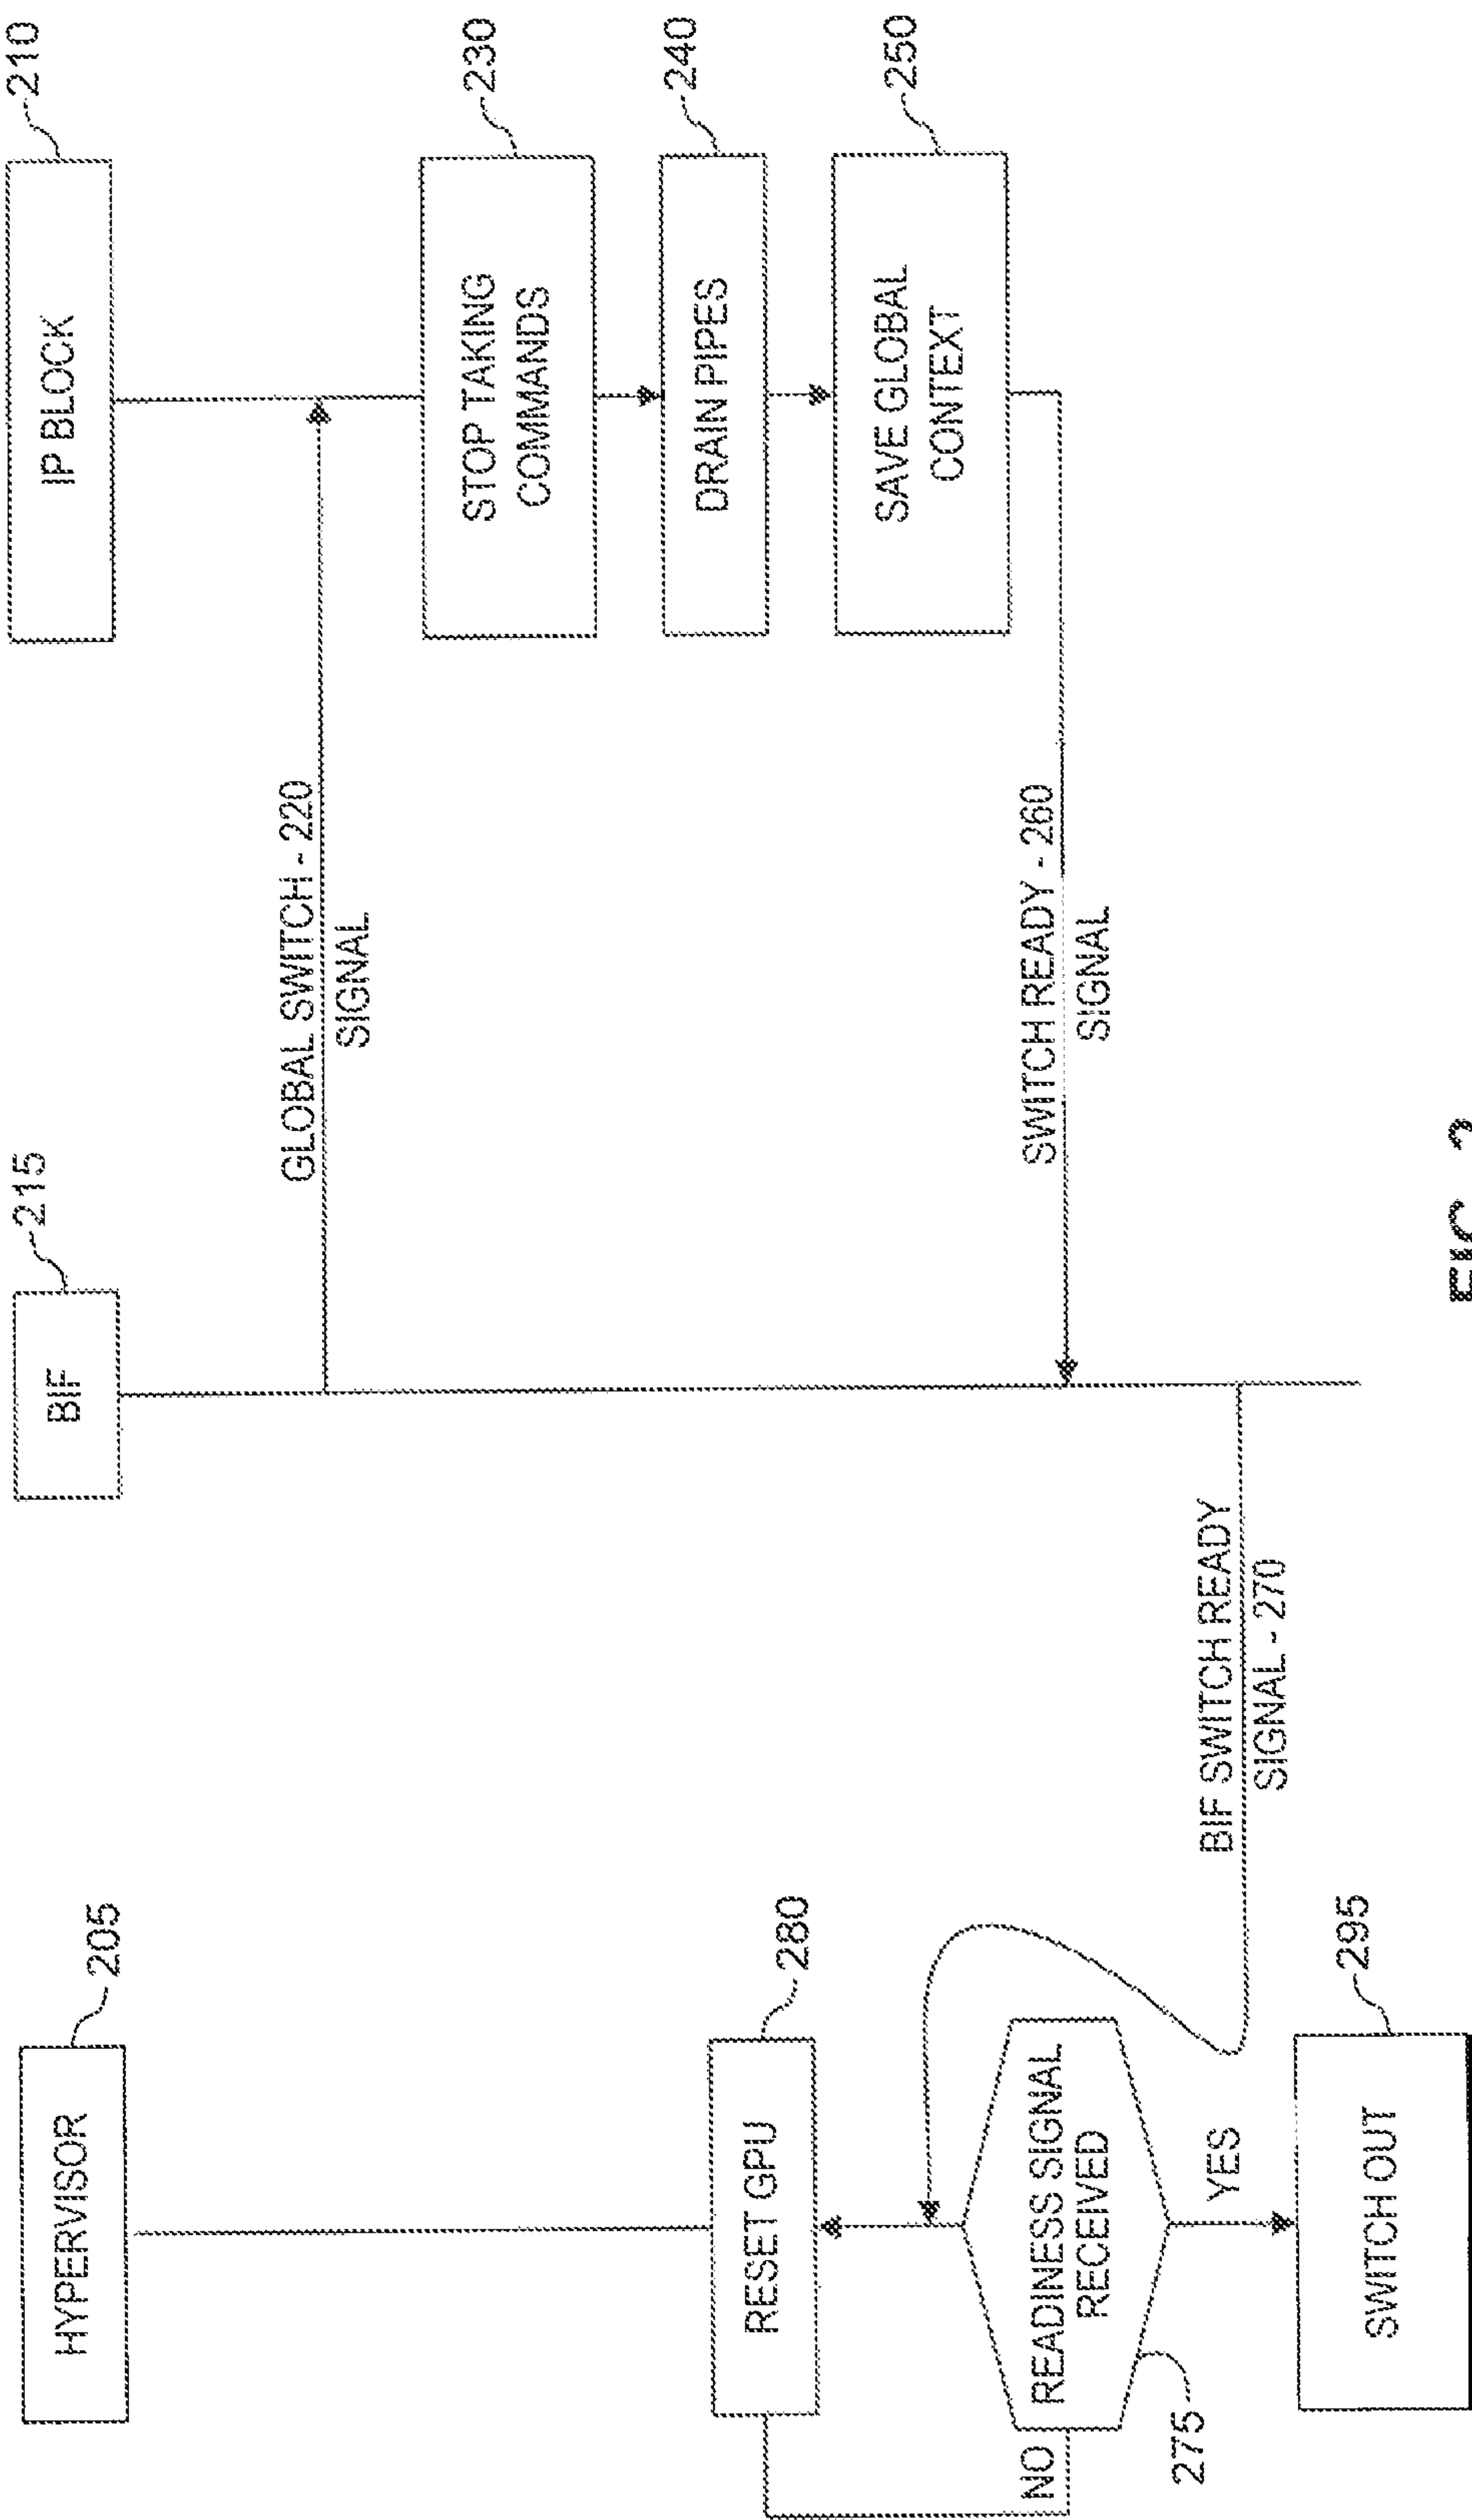 HYPERVISOR
205
BIF
215
IP BLOCK
210
GLOBAL SWITCH - 220
SIGNAL
STOP TAKING
COMMANDS
230
DRAIN PIPES
240
SAVE GLOBAL
CONTEXT
250
SWITCH READY - 260
SIGNAL
BIF SWITCH READY
SIGNAL - 270
RESET GPU
280
NO
READINESS SIGNAL
RECEIVED
275
YES
SWITCH OUT
295